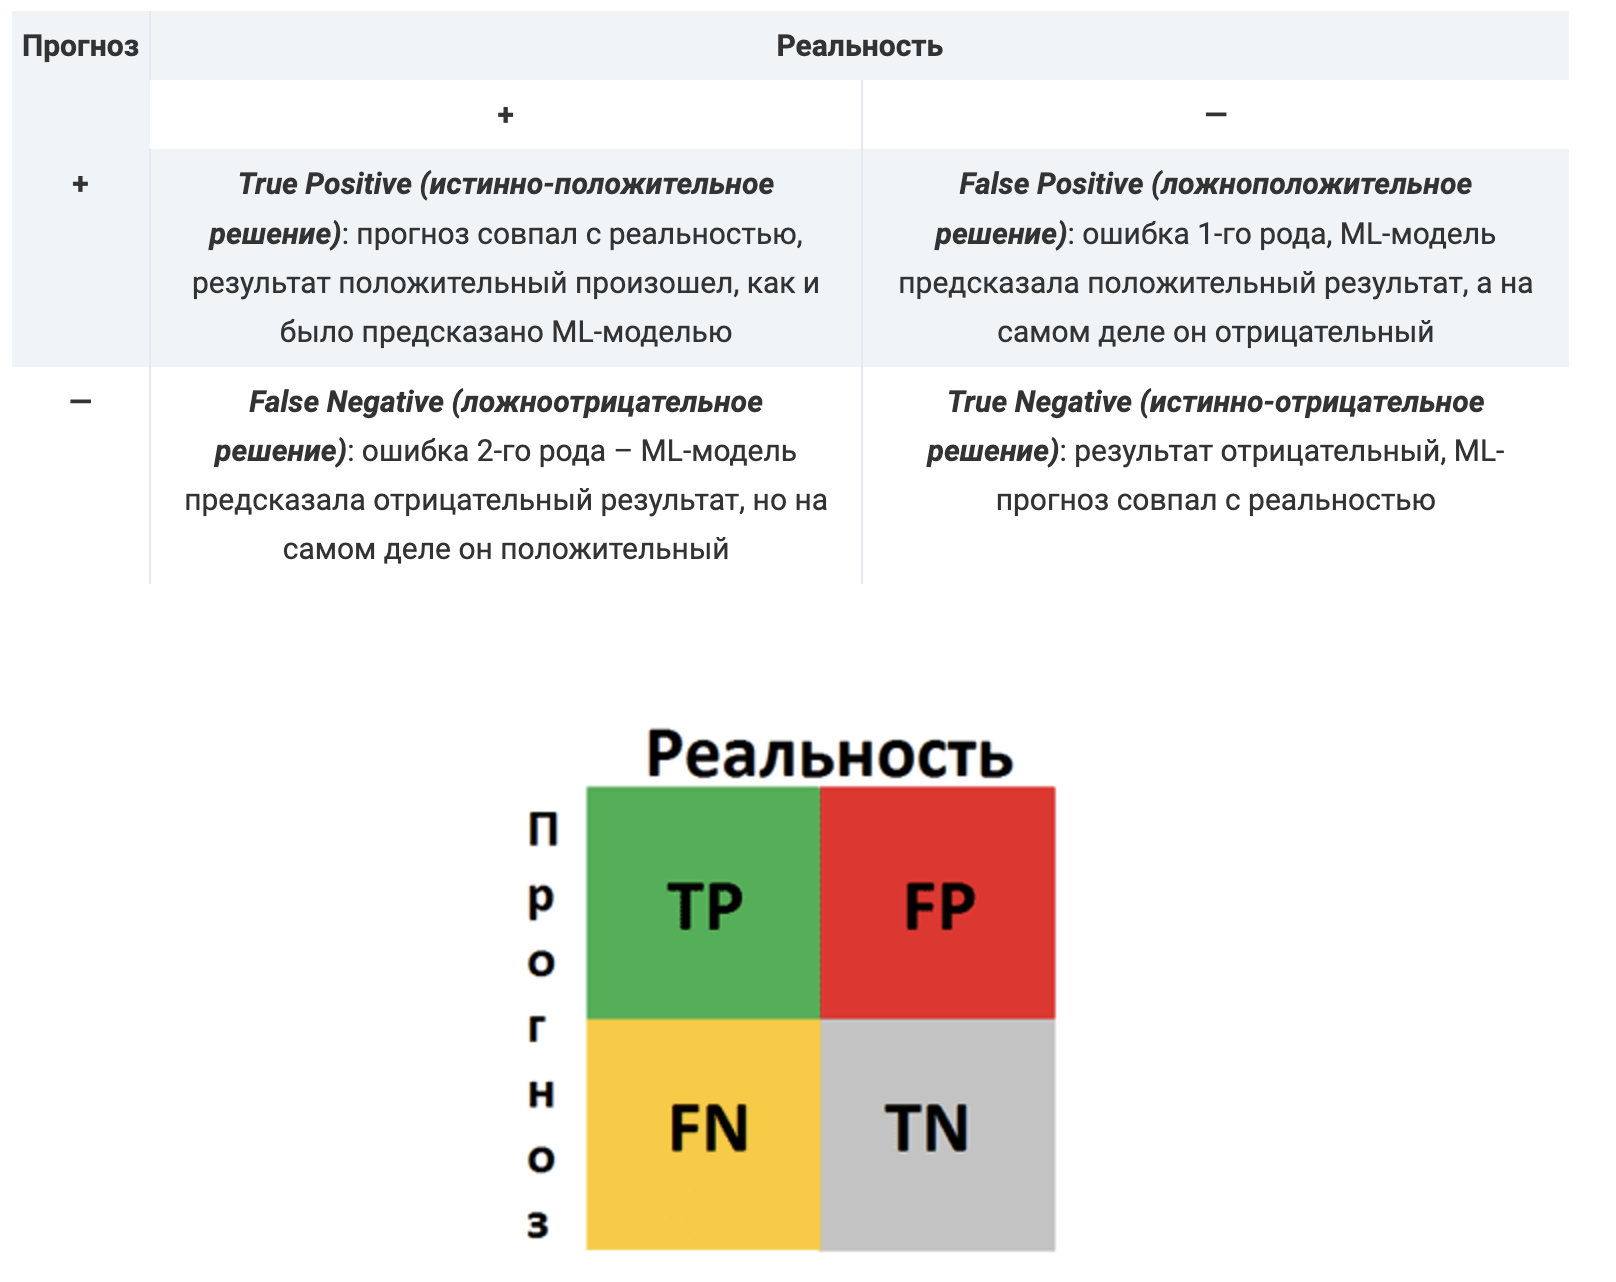 Прогноз
Реальность
+
—
+
True Positive (истинно-положительное
решение): прогноз совпал с реальностью,
результат положительный произошел, как и
было предсказано ML-моделью
False Positive (ложноположительное
решение): ошибка 1-го рода, ML-модель
предсказала положительный результат, а на
самом деле он отрицательный
—
False Negative (ложноотрицательное
решение): ошибка 2-го рода – ML-модель
предсказала отрицательный результат, но на
самом деле он положительный
True Negative (истинно-отрицательное
решение): результат отрицательный, ML-
прогноз совпал с реальностью
Реальность
Прогноз
TP
FP
FN
TN